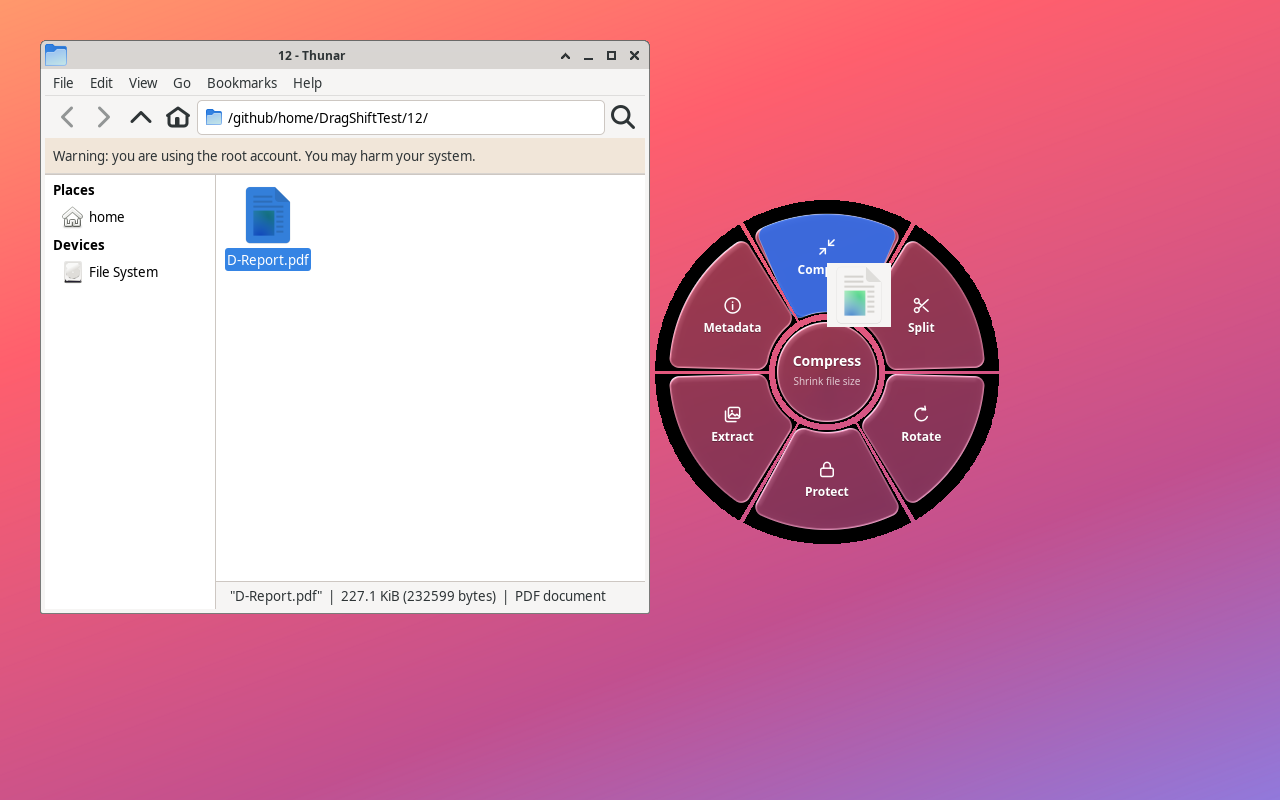 12 - Thunar
File Edit View Go Bookmarks Help
/github/home/DragShiftTest/12/
Warning: you are using the root account. You may harm your system.
Places
home
Devices
File System
D-Report.pdf
"D-Report.pdf" | 227.1 KiB (232599 bytes) | PDF document
Metadata
Split
Compress
Shrink file size
Extract
Rotate
Protect